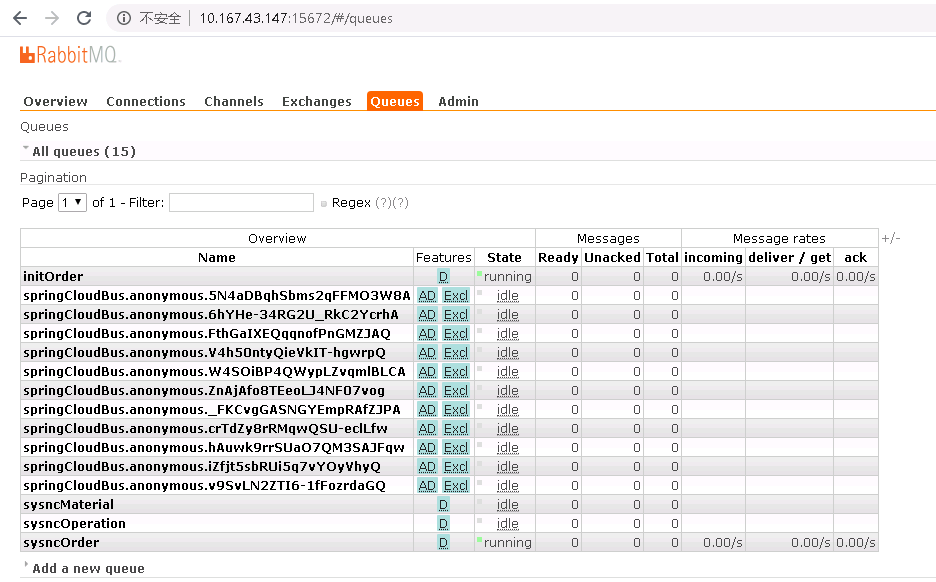 不安全 10.167.43.147:15672/#/queues
RabbitMQ
Overview Connections Channels Exchanges Queues Admin
Queues
All queues (15)
Pagination
Page 1 of 1 - Filter: Regex (?)(?)
Overview Messages Message rates +/-
Name Features State Ready Unacked Total incoming deliver / get ack
initOrder D running 0 0 0 0.00/s 0.00/s 0.00/s
springCloudBus.anonymous.5N4aDBqhSbms2qFFMO3W8A AD Excl idle 0 0 0
springCloudBus.anonymous.6hYHe-34RG2U_RkC2YcrhA AD Excl idle 0 0 0
springCloudBus.anonymous.FthGaIXEQqqnofPnGMZJAQ AD Excl idle 0 0 0
springCloudBus.anonymous.V4h50ntyQieVkIT-hgwrpQ AD Excl idle 0 0 0
springCloudBus.anonymous.W4SOiBP4QWypLZvqmlBLCA AD Excl idle 0 0 0
springCloudBus.anonymous.ZnAjAfo8TEeoLJ4NF07vog AD Excl idle 0 0 0
springCloudBus.anonymous._FKCvgGASNGYEmpRAfZJPA AD Excl idle 0 0 0
springCloudBus.anonymous.crTdZy8rRMqwQSU-eclLfw AD Excl idle 0 0 0
springCloudBus.anonymous.hAuwk9rrSUaO7QM3SAJFqw AD Excl idle 0 0 0
springCloudBus.anonymous.iZfjt5sbRUi5q7vYOyVhyQ AD Excl idle 0 0 0
springCloudBus.anonymous.v9SvLN2ZTI6-1fFozrdaGQ AD Excl idle 0 0 0
sysncMaterial D idle 0 0 0
sysncOperation D idle 0 0 0
sysncOrder D running 0 0 0 0.00/s 0.00/s 0.00/s
Add a new queue